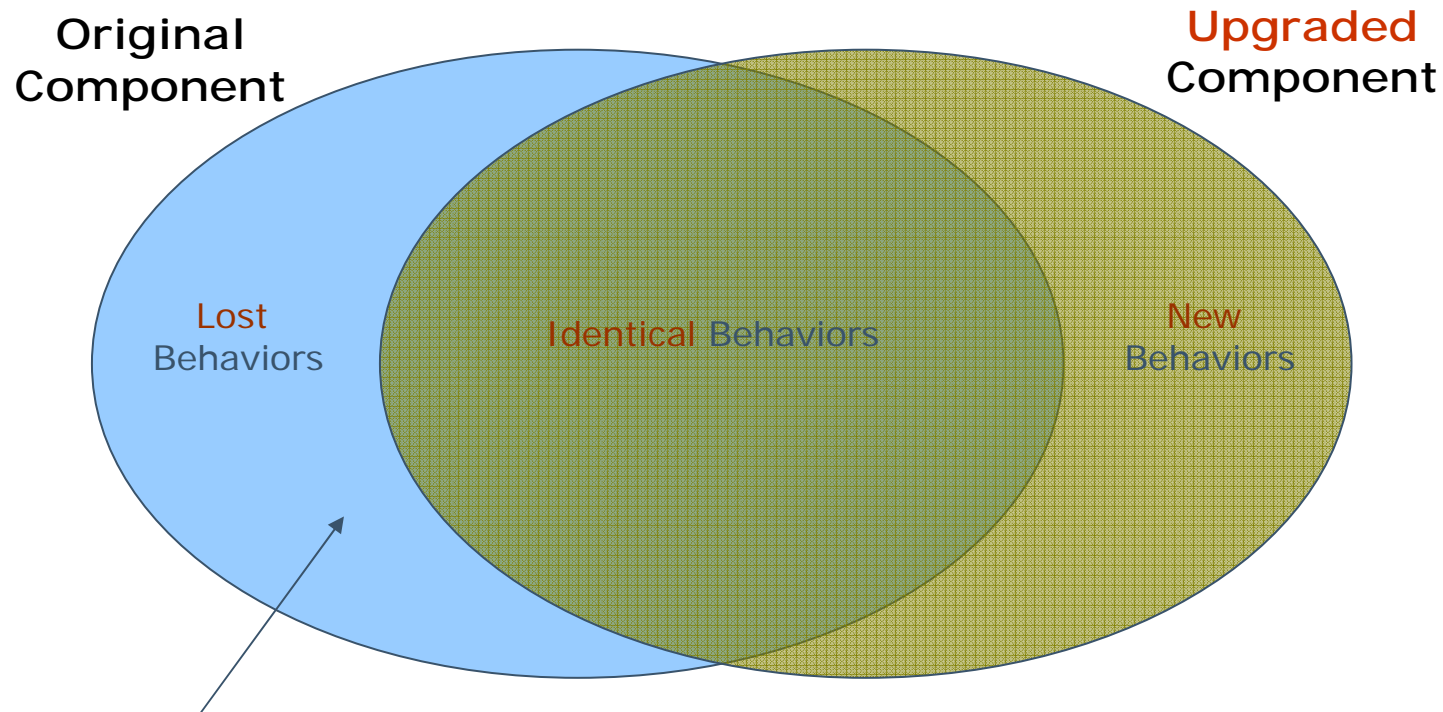 Original
Component
Upgraded
Component
Lost
Behaviors
Identical Behaviors
New
Behaviors